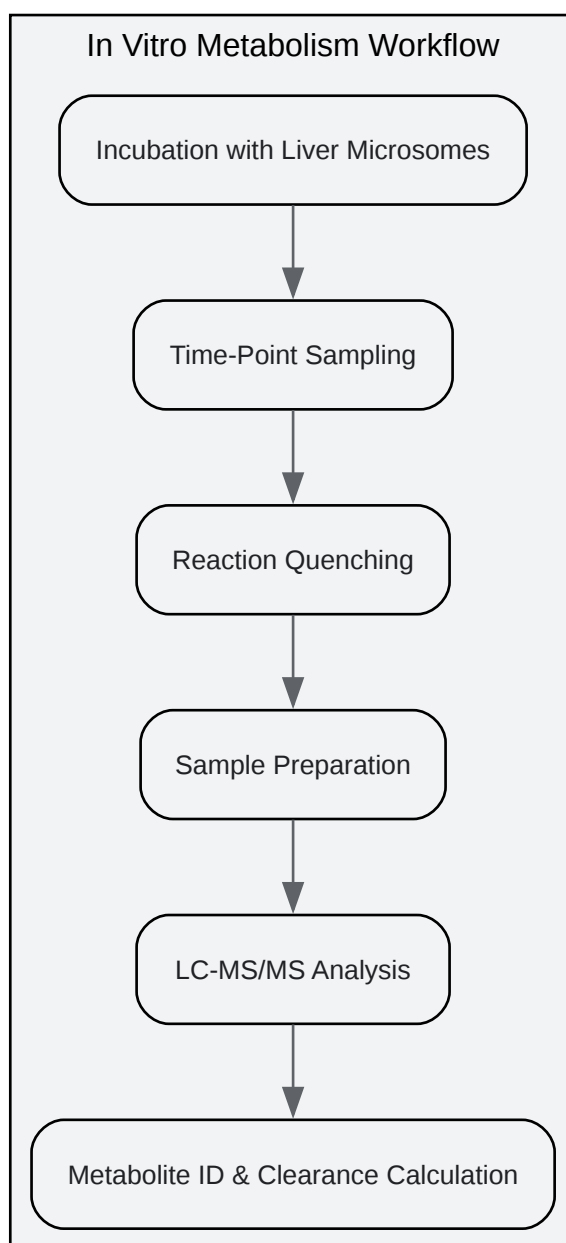 In Vitro Metabolism Workflow
Incubation with Liver Microsomes
Time-Point Sampling
Reaction Quenching
Sample Preparation
LC-MS/MS Analysis
Metabolite ID & Clearance Calculation